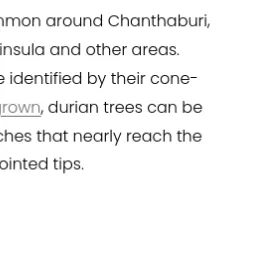 mmon around Chanthaburi,
insula and other areas.
identified by their cone-
grown, durian trees can be
ches that nearly reach the
ointed tips.